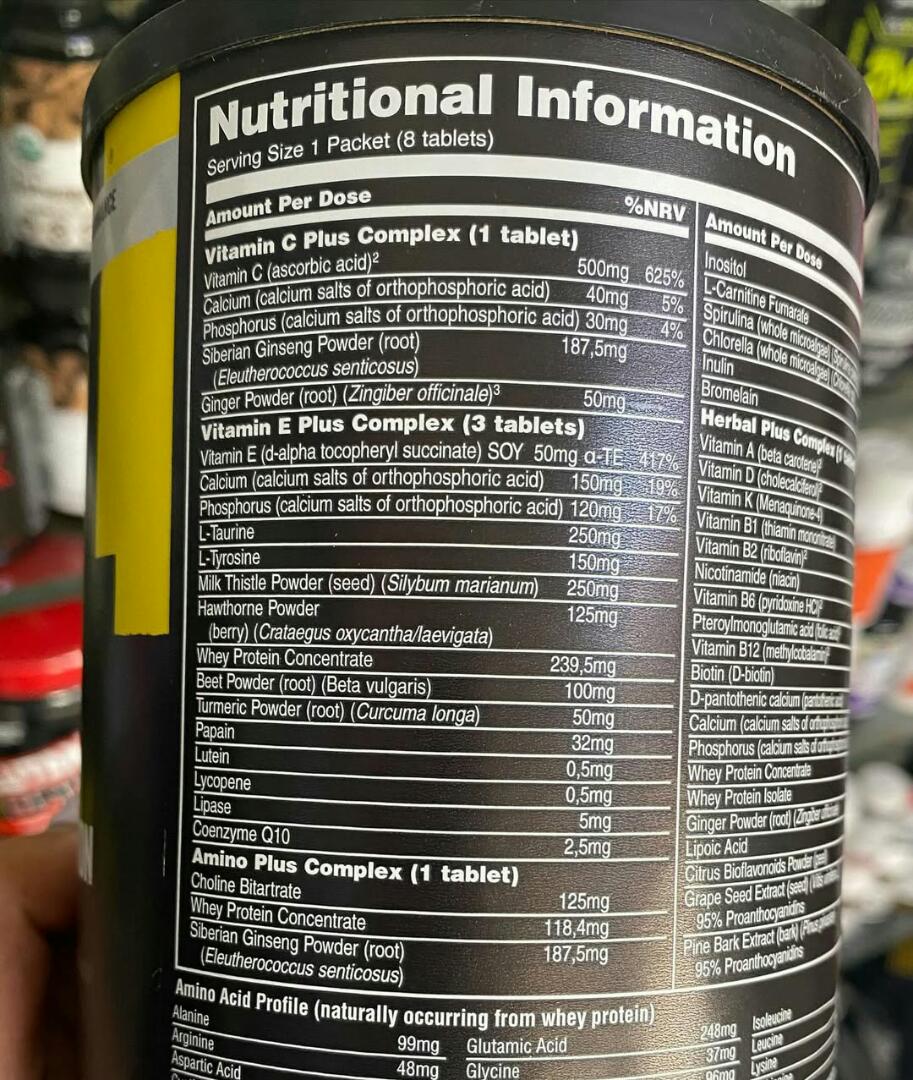 Nutritional Information
Serving Size 1 Packet (8 tablets)
Amount Per Dose %NRV
Vitamin C Plus Complex (1 tablet)
Vitamin C (ascorbic acid)² 500mg 625%
Calcium (calcium salts of orthophosphoric acid) 40mg 5%
Phosphorus (calcium salts of orthophosphoric acid) 30mg 4%
Siberian Ginseng Powder (root) 187,5mg
(Eleutherococcus senticosus)
Ginger Powder (root) (Zingiber officinale)³ 50mg
Vitamin E Plus Complex (3 tablets)
Vitamin E (d-alpha tocopheryl succinate) SOY 50mg α-TE 417%
Calcium (calcium salts of orthophosphoric acid) 150mg 19%
Phosphorus (calcium salts of orthophosphoric acid) 120mg 17%
L-Taurine 250mg
L-Tyrosine 150mg
Milk Thistle Powder (seed) (Silybum marianum) 250mg
Hawthorne Powder 125mg
(berry) (Crataegus oxycantha/laevigata)
Whey Protein Concentrate 239,5mg
Beet Powder (root) (Beta vulgaris) 100mg
Turmeric Powder (root) (Curcuma longa) 50mg
Papain 32mg
Lutein 0,5mg
Lycopene 0,5mg
Lipase 5mg
Coenzyme Q10 2,5mg
Amino Plus Complex (1 tablet)
Choline Bitartrate 125mg
Whey Protein Concentrate 118,4mg
Siberian Ginseng Powder (root) 187,5mg
(Eleutherococcus senticosus)
Amount Per Dose
Inositol
L-Carnitine Fumarate
Spirulina (whole microalgae)
Chlorella (whole microalgae)
Inulin
Bromelain
Herbal Plus Complex
Vitamin A (beta carotene)²
Vitamin D (cholecalciferol)²
Vitamin K (Menaquinone-4)
Vitamin B1 (thiamin mononitrate)
Vitamin B2 (riboflavin)²
Nicotinamide (niacin)
Vitamin B6 (pyridoxine HCl)²
Pteroylmonoglutamic acid (folic acid)
Vitamin B12 (methylcobalamin)²
Biotin (D-biotin)
D-pantothenic calcium
Calcium (calcium salts of
Phosphorus (calcium salts of
Whey Protein Concentrate
Whey Protein Isolate
Ginger Powder (root)
Lipoic Acid
Citrus Bioflavonoids Powder (peel)
Grape Seed Extract (seed)
95% Proanthocyanidins
Pine Bark Extract (bark)
95% Proanthocyanidins
Amino Acid Profile (naturally occurring from whey protein)
Alanine 99mg Glutamic Acid 248mg Isoleucine
Arginine 48mg Glycine 37mg Leucine
Aspartic Acid 96mg Lysine